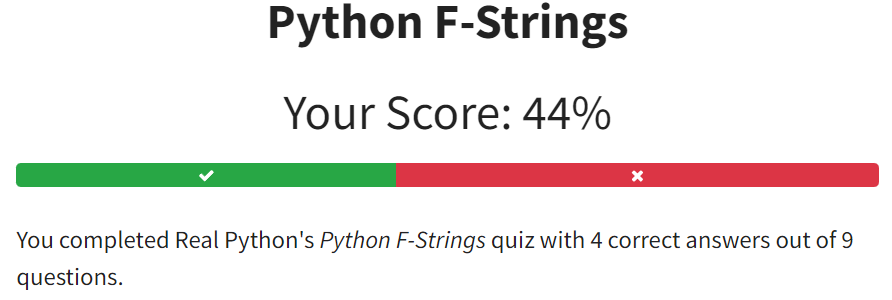 Python F-Strings
Your Score: 44%
You completed Real Python's Python F-Strings quiz with 4 correct answers out of 9
questions.